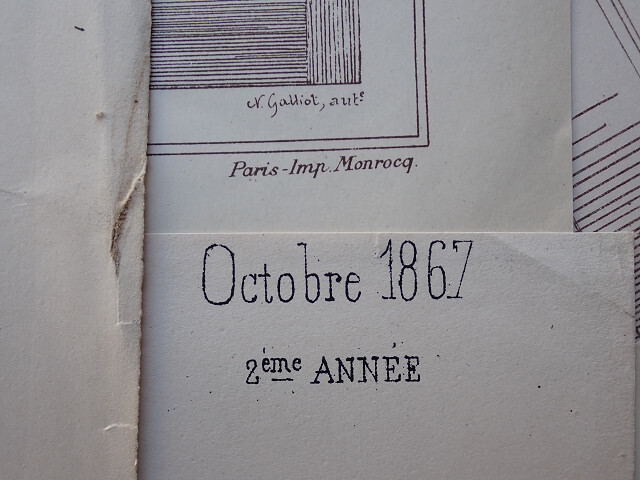 N. Galliot, autᵉ
Paris-Imp. Monrocq.
Octobre 1867
2ème ANNÉE